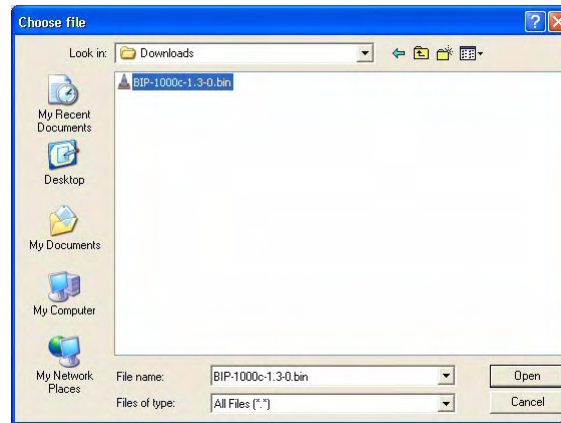 Choose file
Look in:
Downloads
BIP-1000c-1.3-0.bin
My Recent
Documents
Desktop
My Documents
My Computer
My Network
Places
File name:
BIP-1000c-1.3-0.bin
Open
Files of type:
All Files (*.*)
Cancel